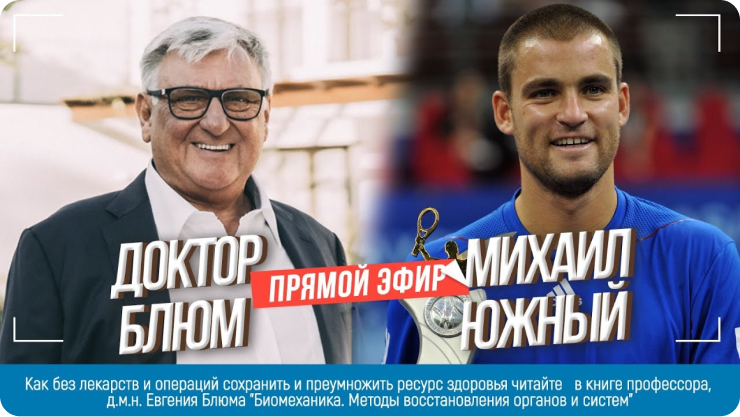 ДОКТОР
БЛЮМ
ПРЯМОЙ ЭФИР
МИХАИЛ
ЮЖНЫЙ
Как без лекарств и операций сохранить и преумножить ресурс здоровья читайте в книге профессора,
д.м.н. Евгения Блюма "Биомеханика. Методы восстановления органов и систем"